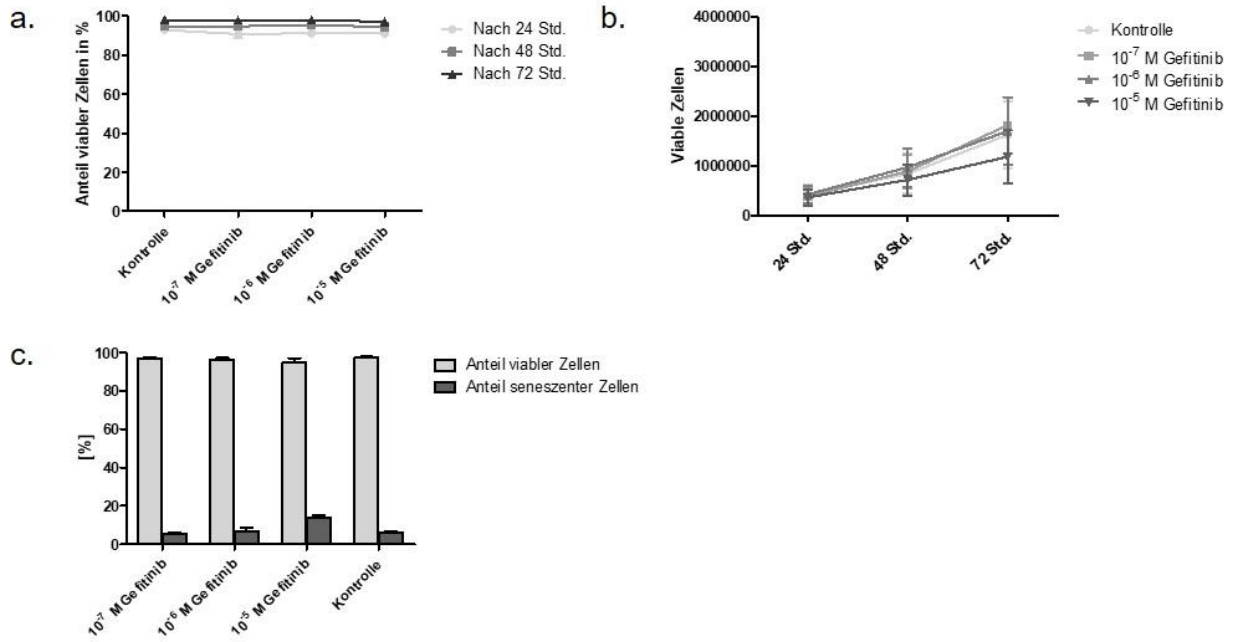 a.
Anteil viabler Zellen in %
100
80
60
40
20
0
Kontrolle
10⁻⁷ M Gefitinib
10⁻⁶ M Gefitinib
10⁻⁵ M Gefitinib
Nach 24 Std.
Nach 48 Std.
Nach 72 Std.
b.
Viable Zellen
4000000
3000000
2000000
1000000
0
24 Std.
48 Std.
72 Std.
Kontrolle
10⁻⁷ M Gefitinib
10⁻⁶ M Gefitinib
10⁻⁵ M Gefitinib
c.
[%]
100
80
60
40
20
0
10⁻⁷ M Gefitinib
10⁻⁶ M Gefitinib
10⁻⁵ M Gefitinib
Kontrolle
Anteil viabler Zellen
Anteil seneszenter Zellen